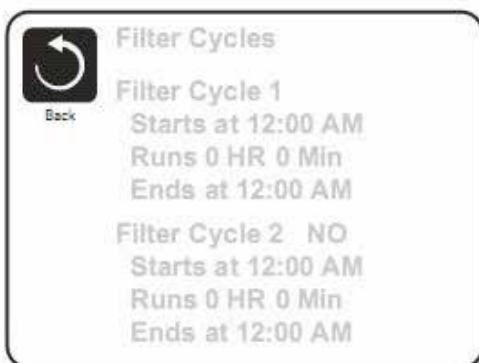 Filter Cycles
Back
Filter Cycle 1
Starts at 12:00 AM
Runs 0 HR 0 Min
Ends at 12:00 AM
Filter Cycle 2 NO
Starts at 12:00 AM
Runs 0 HR 0 Min
Ends at 12:00 AM